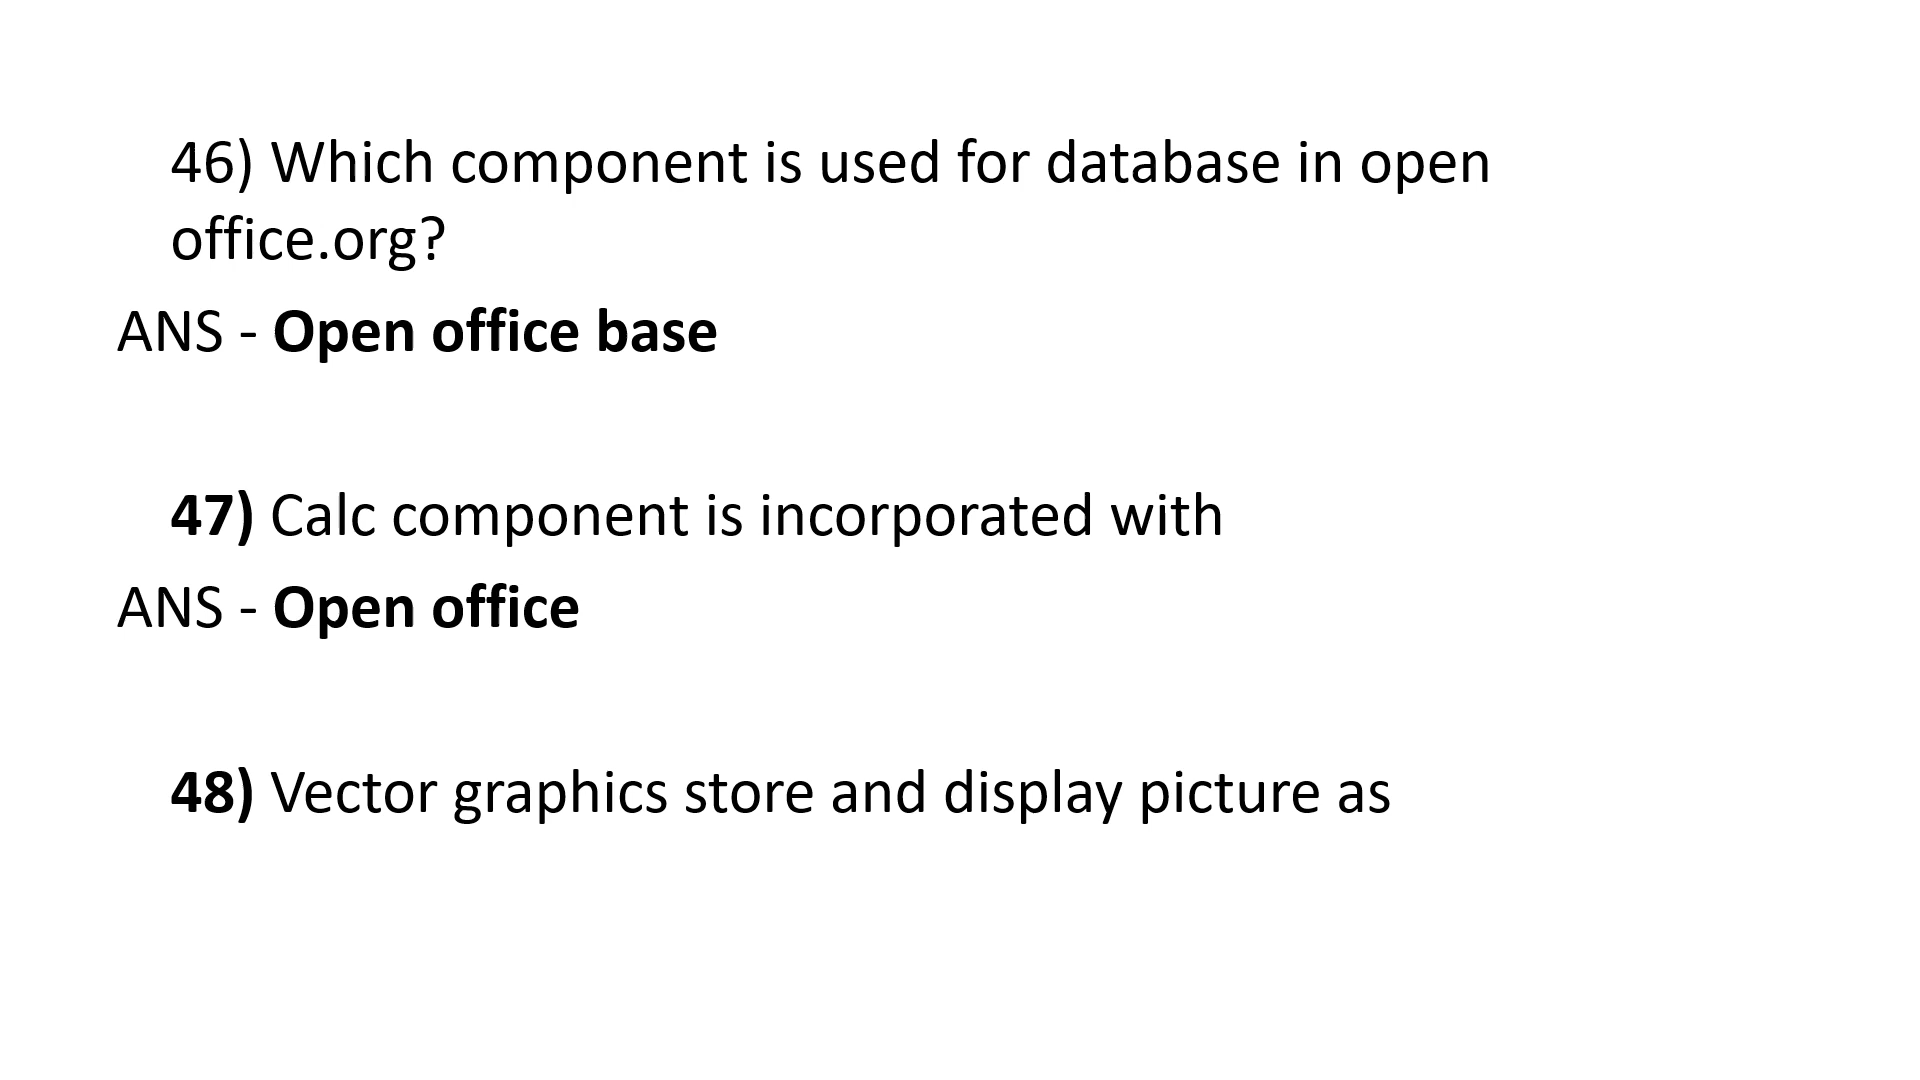 46) Which component is used for database in open
office.org?
ANS - Open office base
47) Calc component is incorporated with
ANS - Open office
48) Vector graphics store and display picture as